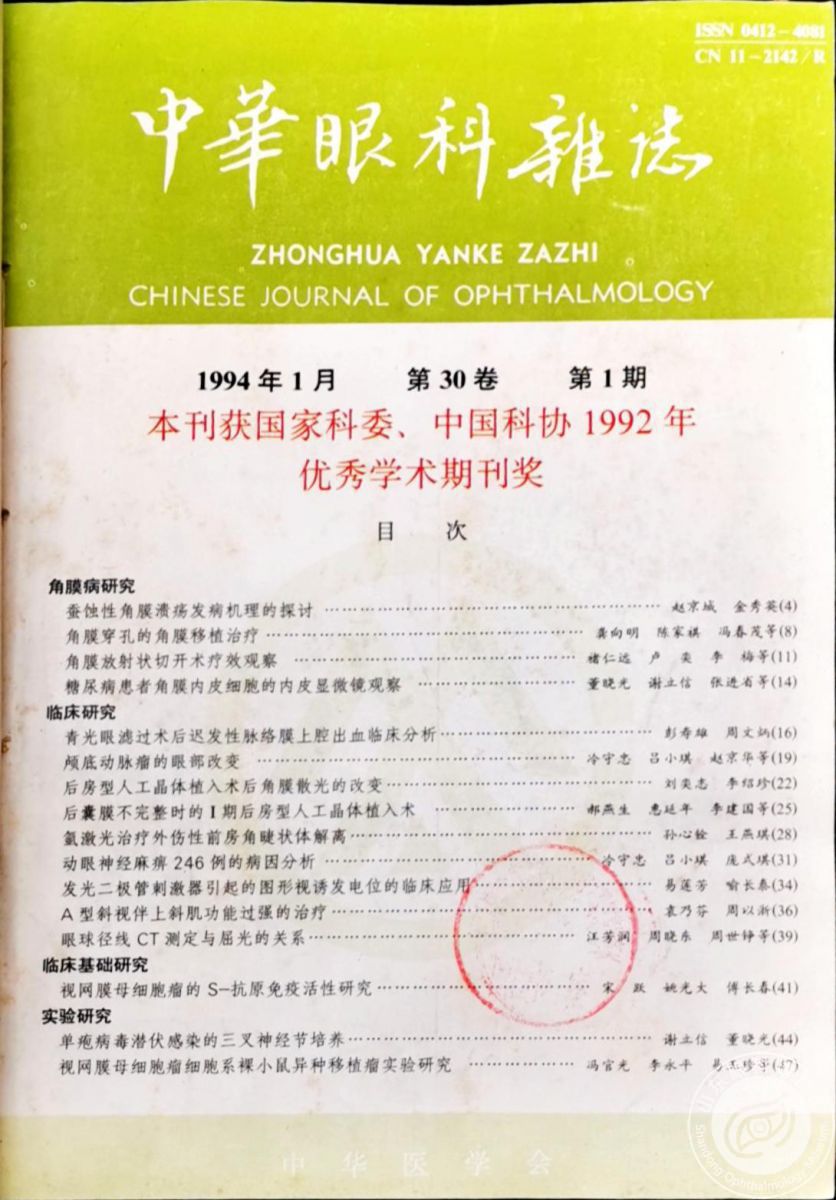 ISSN 0412-4081
CN 11-2142/R
中華眼科雜誌
ZHONGHUA YANKE ZAZHI
CHINESE JOURNAL OF OPHTHALMOLOGY
1994年1月 第30卷 第1期
本刊获国家科委、中国科协1992年
优秀学术期刊奖
目 次
角膜病研究
蚕蚀性角膜溃疡发病机理的探讨 …… 赵京城 金秀英(4)
角膜穿孔的角膜移植治疗 …… 龚向明 陈家祺 冯春茂等(8)
角膜放射状切开术疗效观察 …… 褚仁远 卢奕 李梅等(11)
糖尿病患者角膜内皮细胞的内皮显微镜观察 …… 董晓光 谢立信 张进省等(14)
临床研究
青光眼滤过术后迟发性脉络膜上腔出血临床分析 …… 彭寿雄 周文炳(16)
颅底动脉瘤的眼部改变 …… 冷守忠 吕小琪 赵京华等(19)
后房型人工晶体植入术后角膜散光的改变 …… 刘奕志 李绍珍(22)
后囊膜不完整时的I期后房型人工晶体植入术 …… 郝燕生 惠延年 李建国等(25)
氩激光治疗外伤性前房角睫状体解离 …… 孙心铨 王燕琪(28)
动眼神经麻痹246例的病因分析 …… 冷守忠 吕小琪 庞式琪(31)
发光二极管刺激器引起的图形视诱发电位的临床应用 …… 易莲芳 喻长泰(34)
A型斜视伴上斜肌功能过强的治疗 …… 袁乃芬 周以浙(36)
眼球径线CT测定与屈光的关系 …… 汪芳润 周晓东 周世铮等(39)
临床基础研究
视网膜母细胞瘤的S-抗原免疫活性研究 …… 宋跃 姚光大 傅长春(41)
实验研究
单疱病毒潜伏感染的三叉神经节培养 …… 谢立信 董晓光(44)
视网膜母细胞瘤细胞系裸小鼠异种移植瘤实验研究 …… 冯官光 李永平 易玉珍等(47)
中华医学会
Shandong Ophthalmology Museum